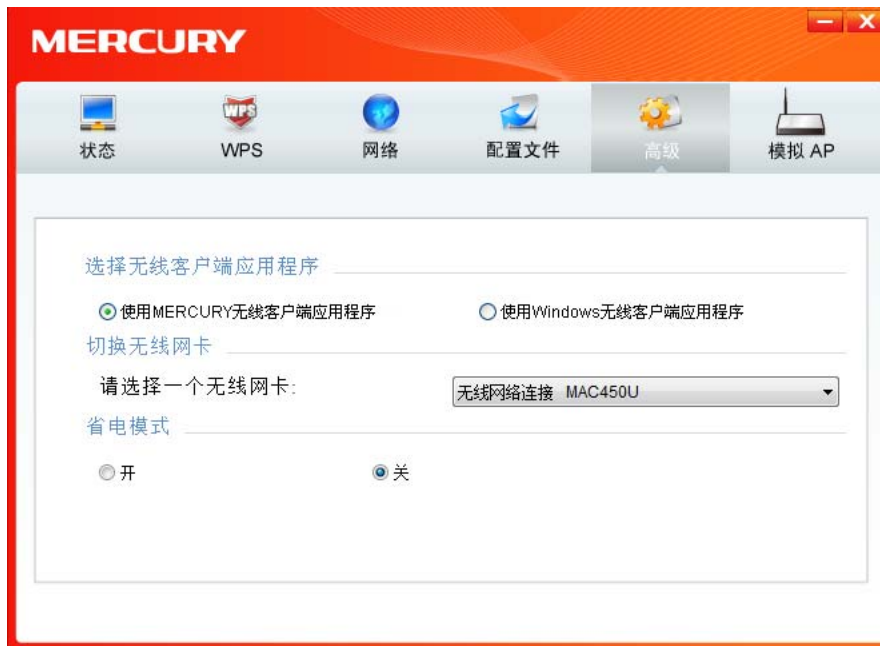 MERCURY
状态 WPS 网络 配置文件 高级 模拟 AP
选择无线客户端应用程序
使用MERCURY无线客户端应用程序 使用Windows无线客户端应用程序
切换无线网卡
请选择一个无线网卡: 无线网络连接 MAC450U
省电模式
开 关